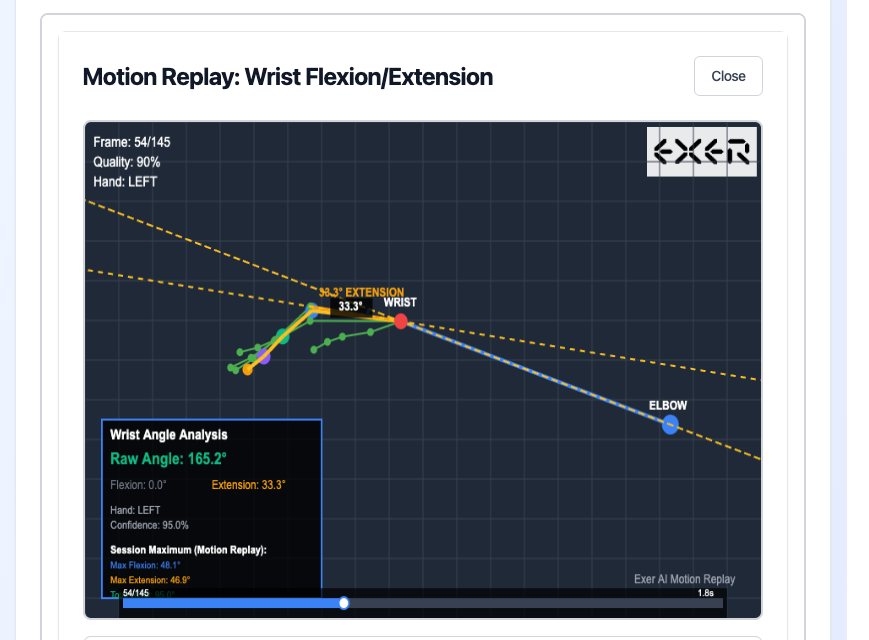 Motion Replay: Wrist Flexion/Extension
Close
Frame: 54/145
Quality: 90%
Hand: LEFT
EXER
33.3° EXTENSION
33.3°
WRIST
ELBOW
Wrist Angle Analysis
Raw Angle: 165.2°
Flexion: 0.0°
Extension: 33.3°
Hand: LEFT
Confidence: 95.0%
Session Maximum (Motion Replay):
Max Flexion: 48.1°
Max Extension: 46.9°
54/145
95.0°
1.8s
Exer AI Motion Replay